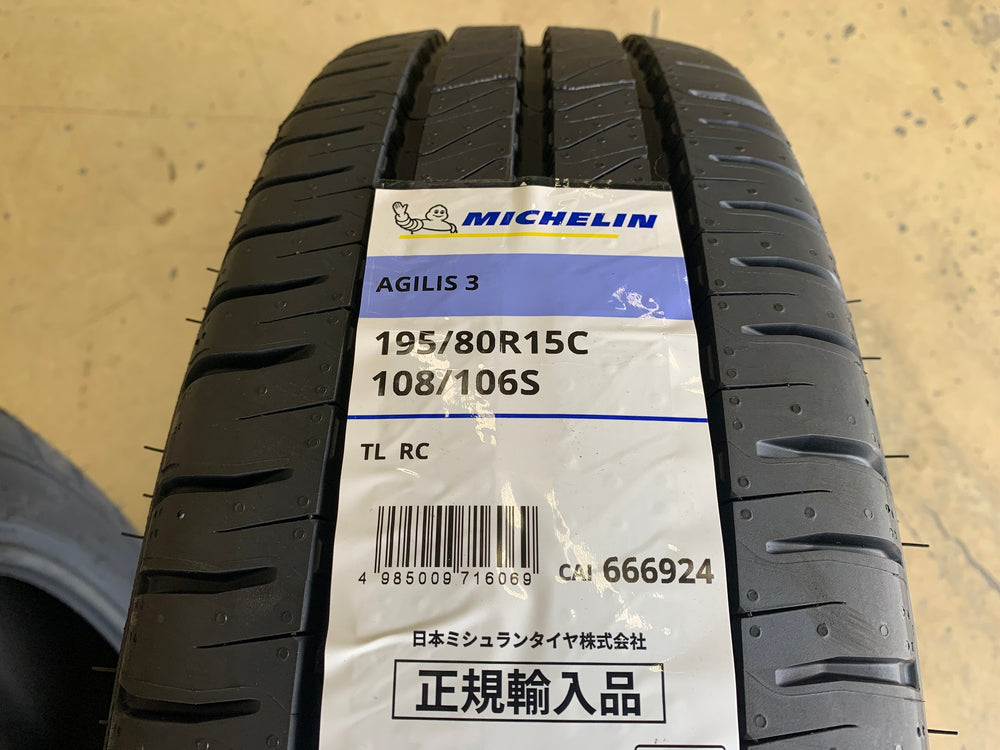 MICHELIN
AGILIS 3
195/80R15C
108/106S
TL RC
4 985009 716069
CAI 666924
日本ミシュランタイヤ株式会社
正規輸入品